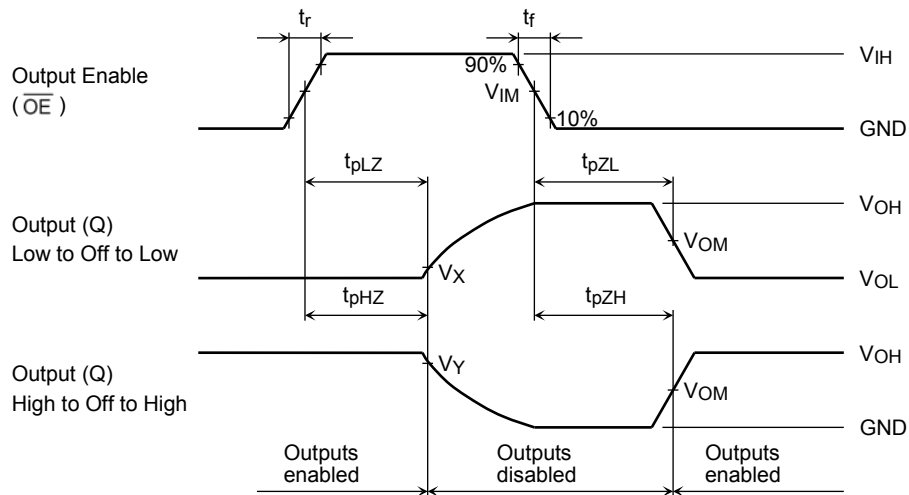 tr
tf
VIH
90%
Output Enable
( OE )
VIM
10%
GND
tpLZ
tpZL
VOH
Output (Q)
Low to Off to Low
VOM
VX
VOL
tpHZ
tpZH
VOH
Output (Q)
High to Off to High
VY
VOM
GND
Outputs
enabled
Outputs
disabled
Outputs
enabled